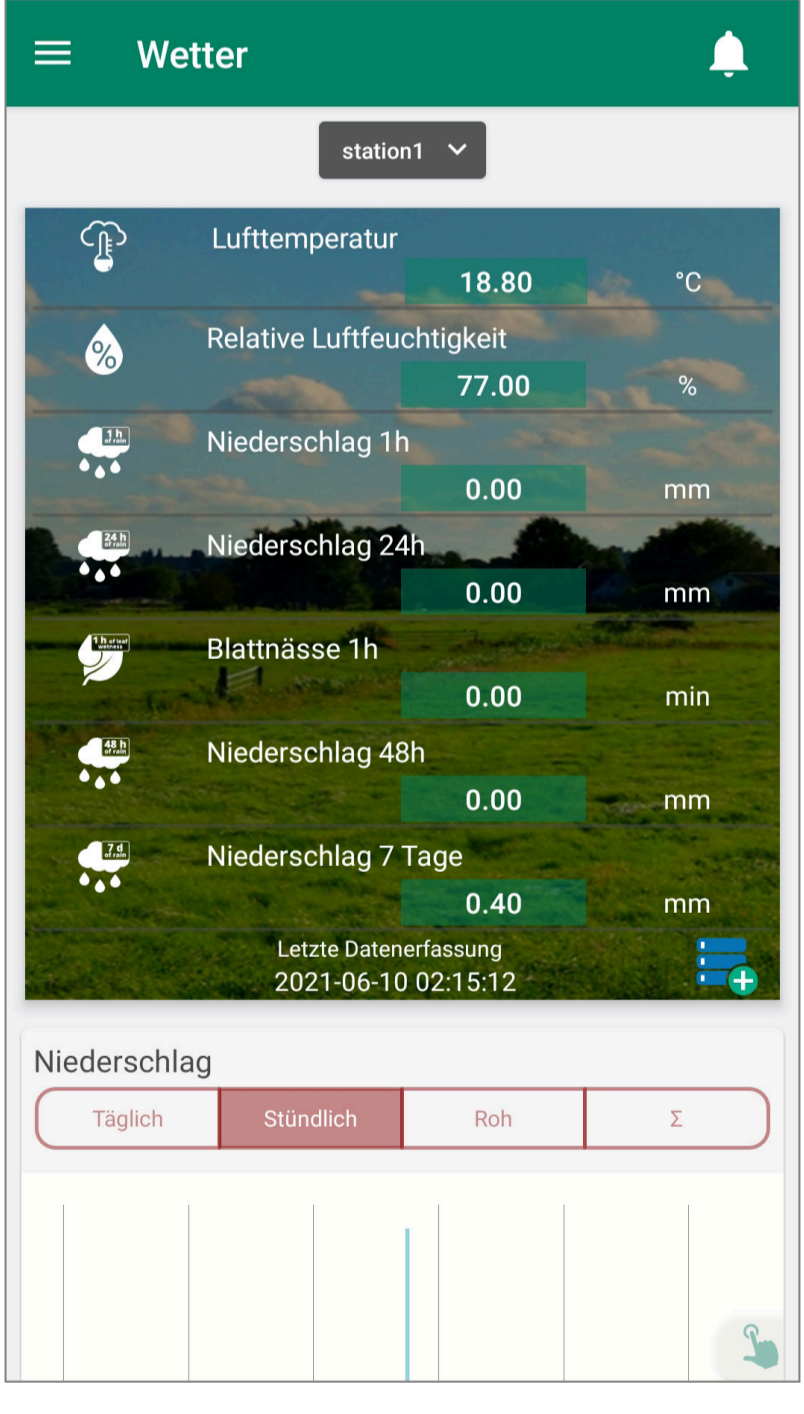 Wetter
station1
Lufttemperatur
18.80 °C
%
Relative Luftfeuchtigkeit
77.00 %
1 h
of rain
Niederschlag 1h
0.00 mm
24 h
of rain
Niederschlag 24h
0.00 mm
1 h of leaf
wetness
Blattnässe 1h
0.00 min
48 h
of rain
Niederschlag 48h
0.00 mm
7 d
of rain
Niederschlag 7 Tage
0.40 mm
Letzte Datenerfassung
2021-06-10 02:15:12
Niederschlag
Täglich Stündlich Roh Σ